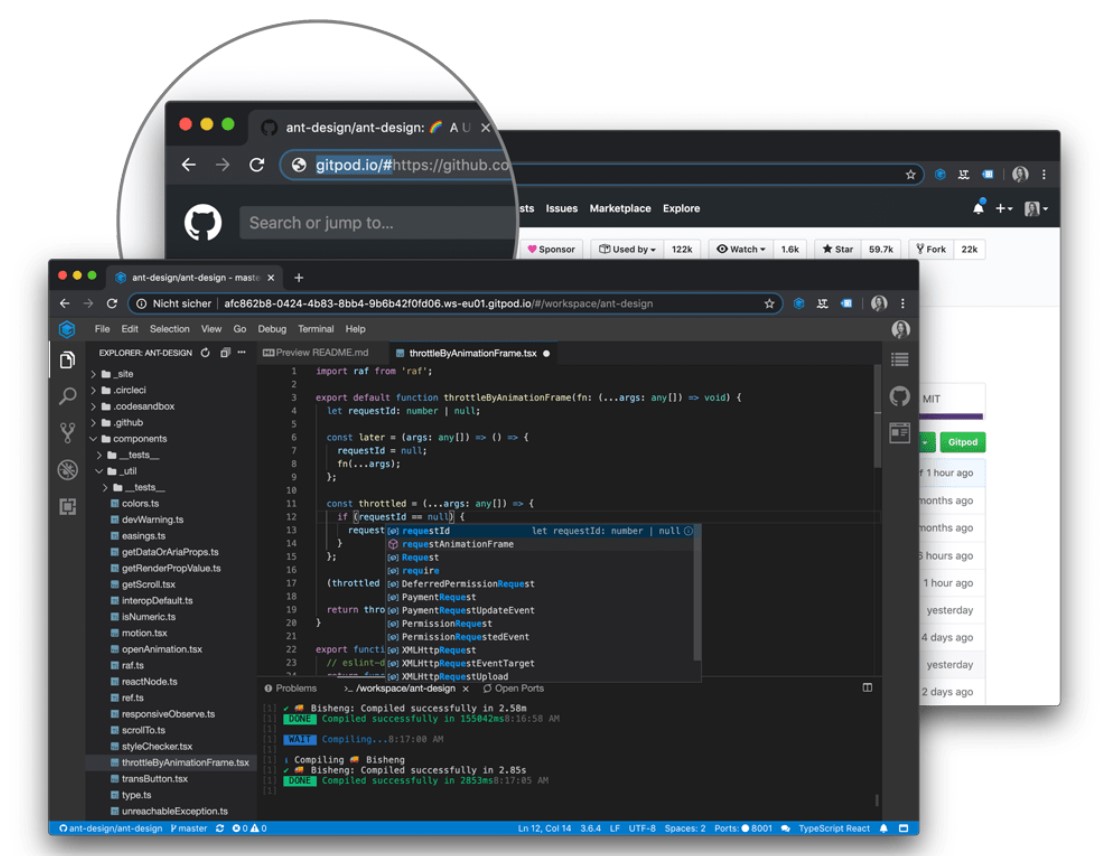 ant-design/ant-design: 🌈 A U
gitpod.io/#https://github.co
Search or jump to...
sts Issues Marketplace Explore
Sponsor Used by 122k Watch 1.6k Star 59.7k Fork 22k
MIT
Gitpod
1 hour ago
months ago
months ago
hours ago
1 hour ago
yesterday
4 days ago
yesterday
2 days ago
ant-design/ant-design - maste
Nicht sicher | afc862b8-0424-4b83-8bb4-9b6b42f0fd06.ws-eu01.gitpod.io/#/workspace/ant-design
File Edit Selection View Go Debug Terminal Help
EXPLORER: ANT-DESIGN
_site
.circleci
.codesandbox
.github
components
__tests__
_util
__tests__
colors.ts
devWarning.ts
easings.ts
getDataOrAriaProps.ts
getRenderPropValue.ts
getScroll.tsx
interopDefault.ts
isNumeric.ts
motion.tsx
openAnimation.tsx
raf.ts
reactNode.ts
ref.ts
responsiveObserve.ts
scrollTo.ts
styleChecker.tsx
throttleByAnimationFrame.tsx
transButton.tsx
type.ts
unreachableException.ts
Preview README.md throttleByAnimationFrame.tsx
1 import raf from 'raf';
2
3 export default function throttleByAnimationFrame(fn: (...args: any[]) => void) {
4 let requestId: number | null;
5
6 const later = (args: any[]) => () => {
7 requestId = null;
8 fn(...args);
9 };
10
11 const throttled = (...args: any[]) => {
12 if (requestId == null) {
13 request
14 }
15 };
16
17 (throttled
18
19 return thro
20 }
21
22 export functi
23 // eslint-d
requestId let requestId: number | null
requestAnimationFrame
Request
require
DeferredPermissionRequest
PaymentRequest
PaymentRequestUpdateEvent
PermissionRequest
PermissionRequestedEvent
XMLHttpRequest
XMLHttpRequestEventTarget
XMLHttpRequestUpload
Problems >_ /workspace/ant-design Open Ports
[1] ✔ 🚚 Bisheng: Compiled successfully in 2.58m
[1] DONE Compiled successfully in 155042ms8:16:58 AM
[1]
[1] WAIT Compiling...8:17:00 AM
[1]
[1] Compiling 🚚 Bisheng
[1] ✔ 🚚 Bisheng: Compiled successfully in 2.85s
[1] DONE Compiled successfully in 2853ms8:17:05 AM
[1]
ant-design/ant-design master 0 0 Ln 12, Col 14 3.6.4 LF UTF-8 Spaces: 2 Ports: 8001 TypeScript React